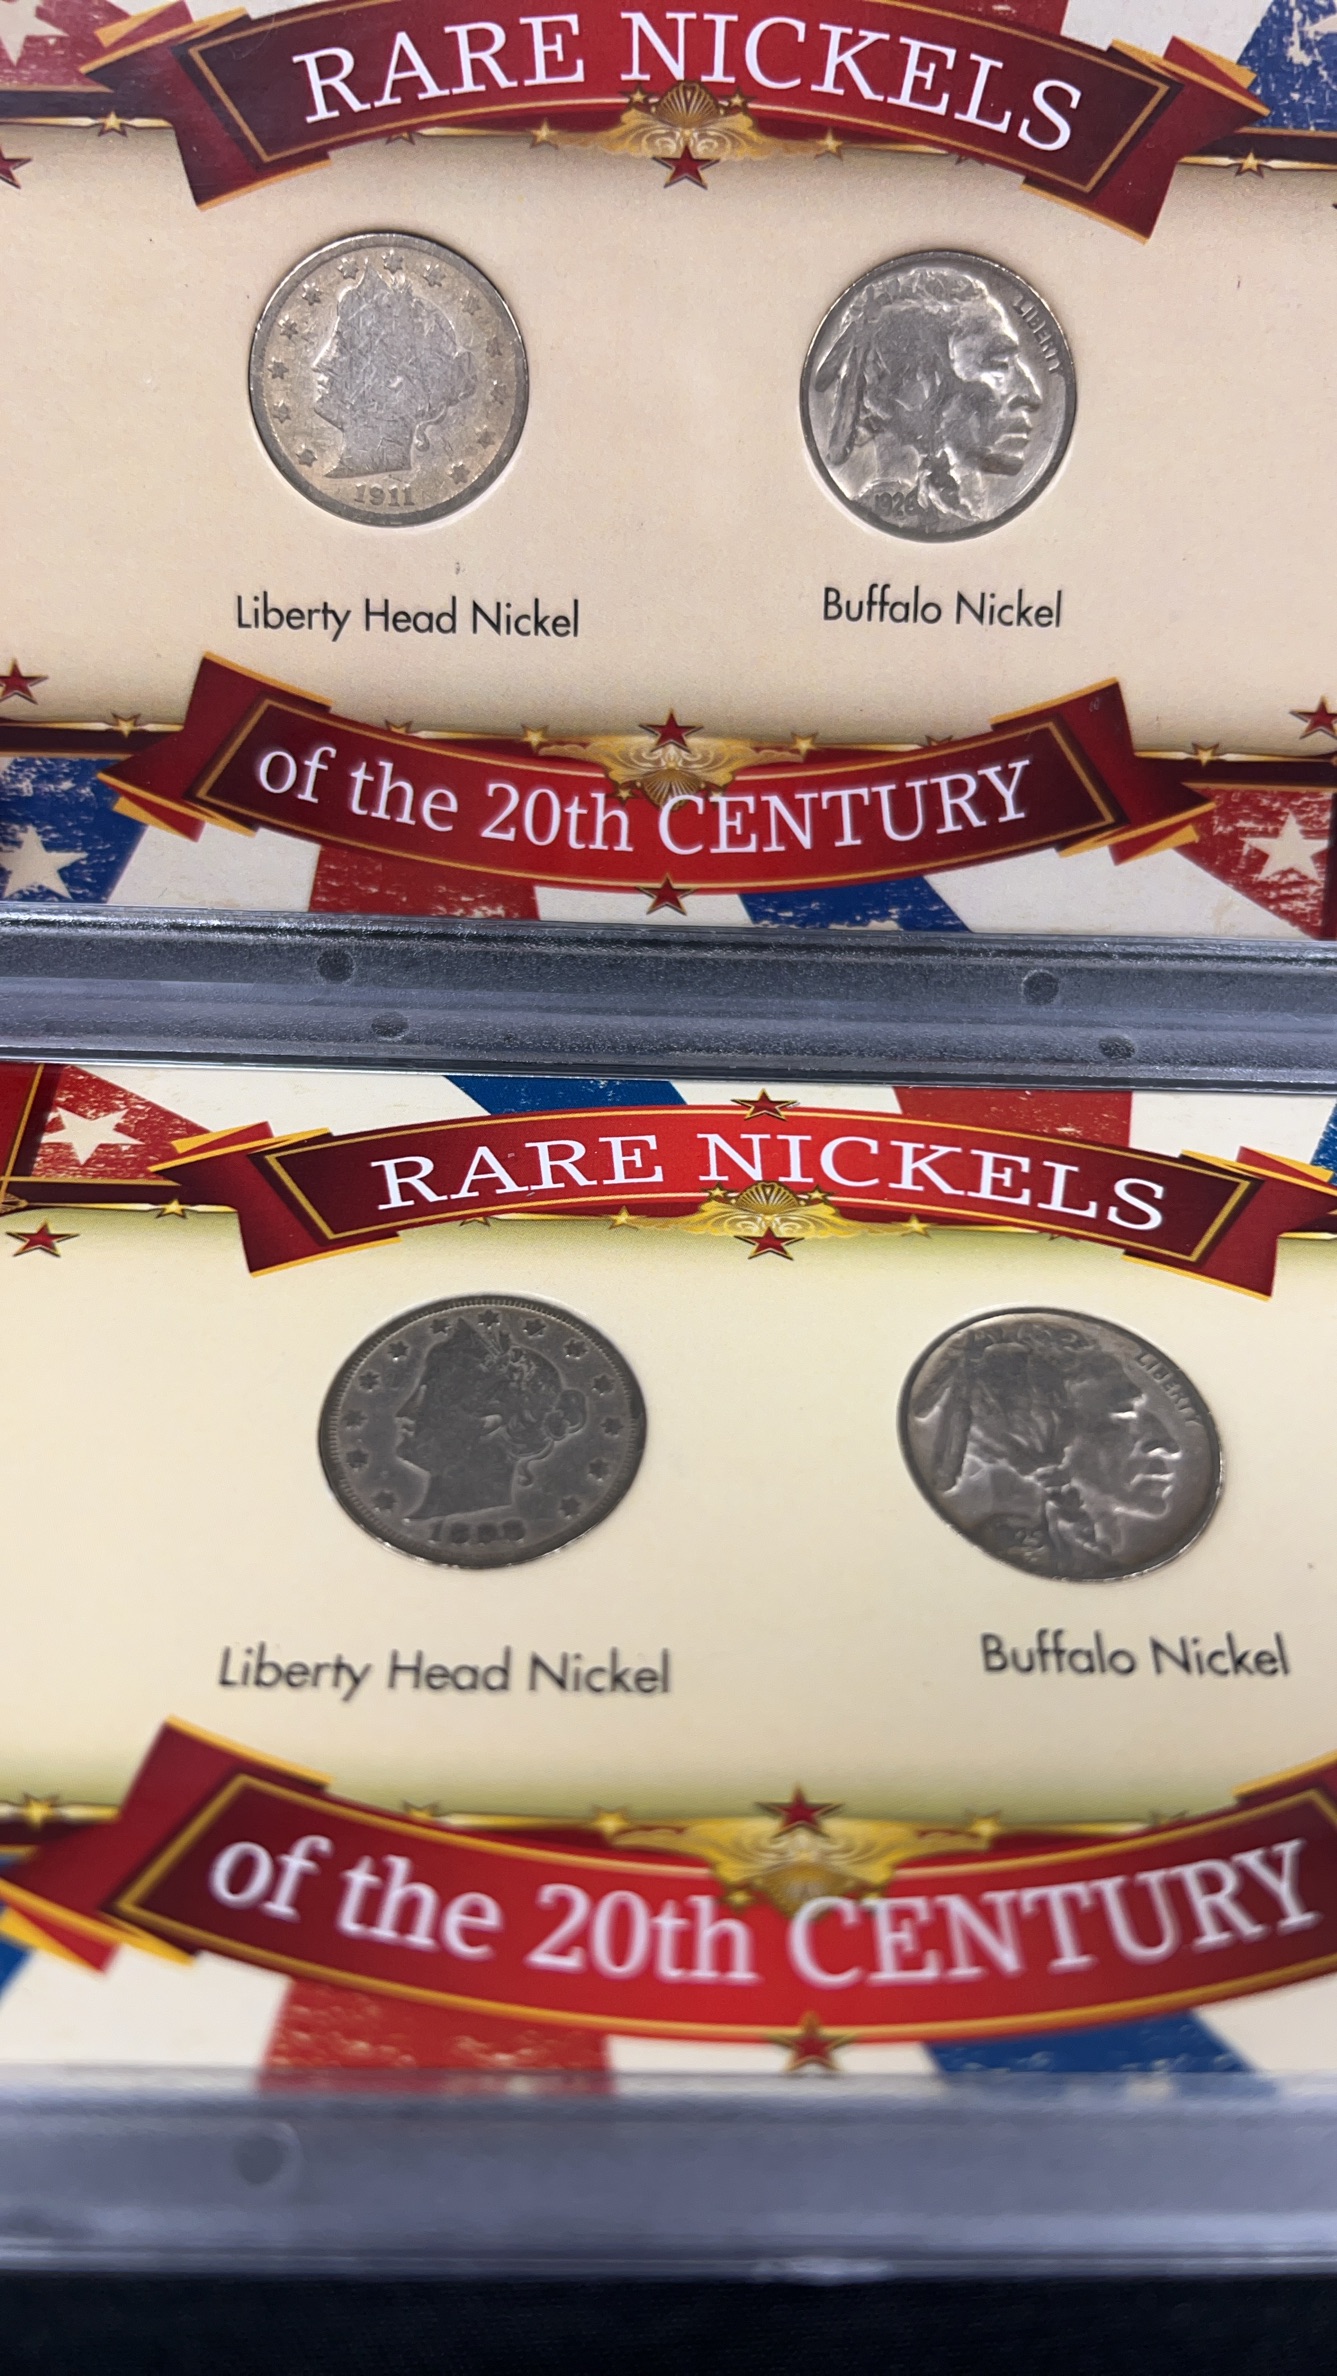 RARE NICKELS
LIBERTY
1911
1926
Liberty Head Nickel
Buffalo Nickel
of the 20th CENTURY
RARE NICKELS
LIBERTY
Liberty Head Nickel
Buffalo Nickel
of the 20th CENTURY